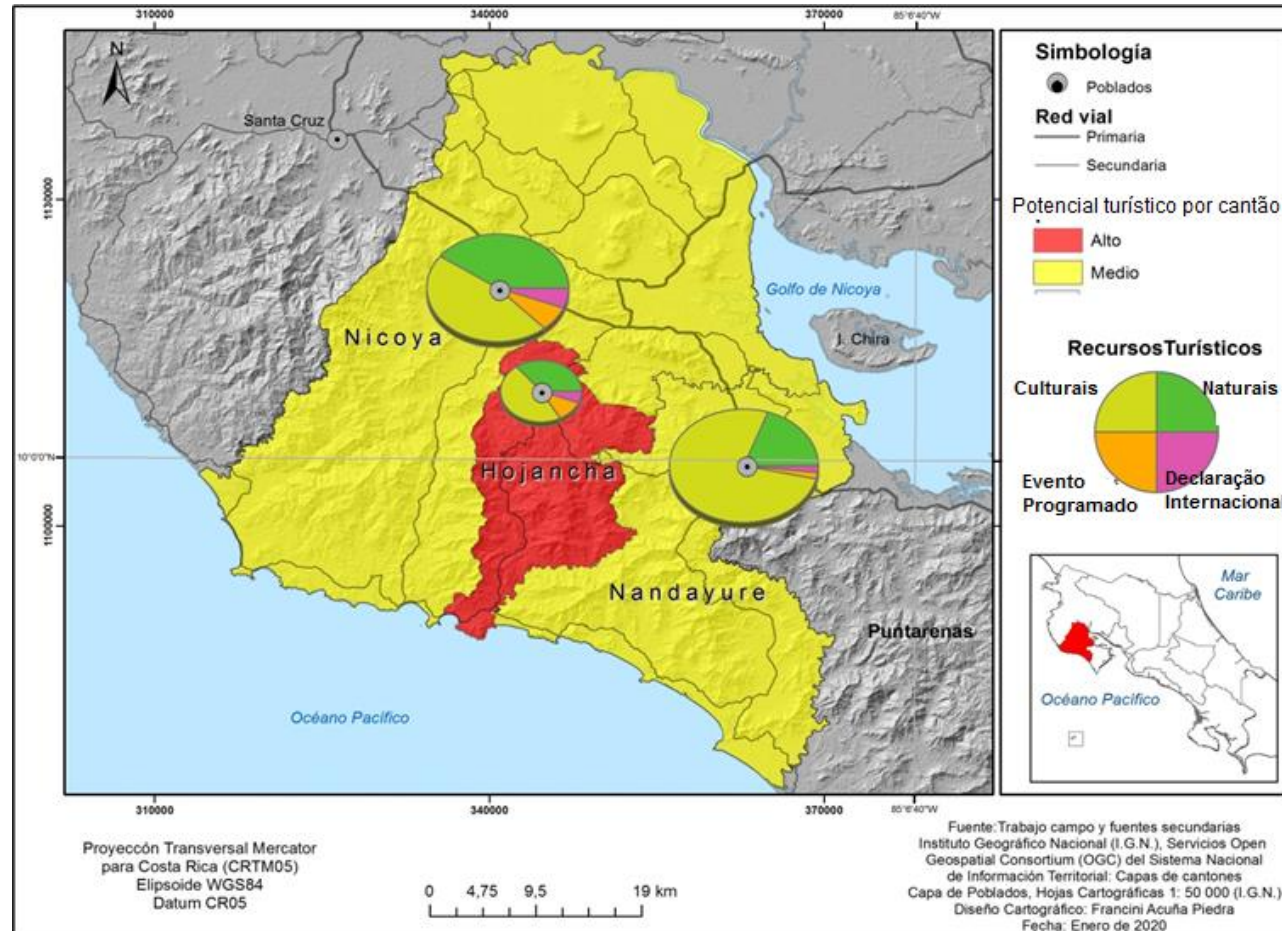 310000
340000
370000
85°6'40"W
N
Santa Cruz
1130000
Golfo de Nicoya
I. Chira
Nicoya
10°0'0"N
Hojancha
1100000
Nandayure
Puntarenas
Océano Pacífico
310000
340000
370000
85°6'40"W
Simbología
Poblados
Red vial
Primaria
Secundaria
Potencial turístico por cantão
Alto
Medio
RecursosTurísticos
Culturais
Naturais
Evento
Programado
Declaração
Internacional
Mar
Caribe
Océano Pacífico
Proyeccón Transversal Mercator
para Costa Rica (CRTM05)
Elipsoide WGS84
Datum CR05
0 4,75 9,5 19 km
Fuente:Trabajo campo y fuentes secundarias
Instituto Geográfico Nacional (I.G.N.), Servicios Open
Geospatial Consortium (OGC) del Sistema Nacional
de Información Territorial: Capas de cantones
Capa de Poblados, Hojas Cartográficas 1: 50 000 (I.G.N.)
Diseño Cartográfico: Francini Acuña Piedra
Fecha: Enero de 2020